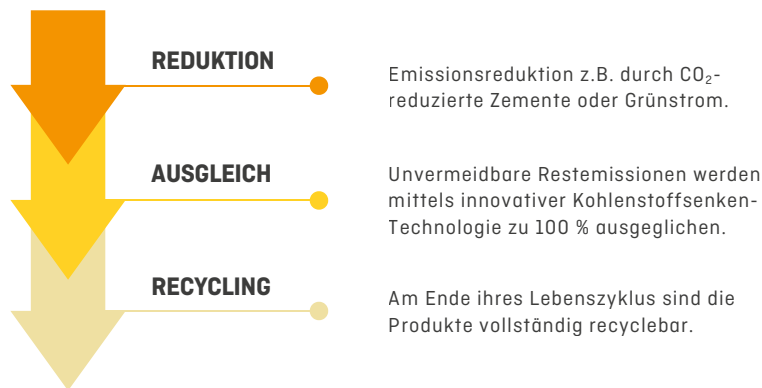 REDUKTION
Emissionsreduktion z.B. durch CO₂-
reduzierte Zemente oder Grünstrom.
AUSGLEICH
Unvermeidbare Restemissionen werden
mittels innovativer Kohlenstoffsenken-
Technologie zu 100 % ausgeglichen.
RECYCLING
Am Ende ihres Lebenszyklus sind die
Produkte vollständig recyclebar.